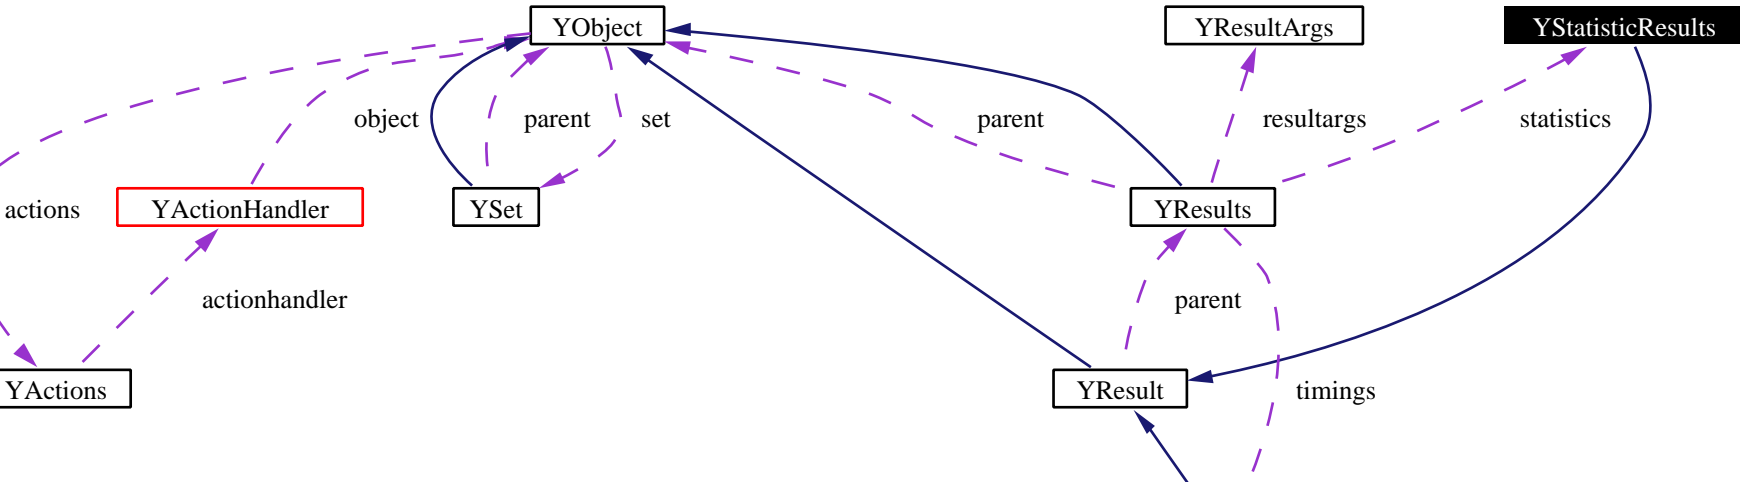 YObject
YResultArgs
YStatisticResults
object
parent
set
parent
resultargs
statistics
actions
YActionHandler
YSet
YResults
actionhandler
parent
YActions
YResult
timings